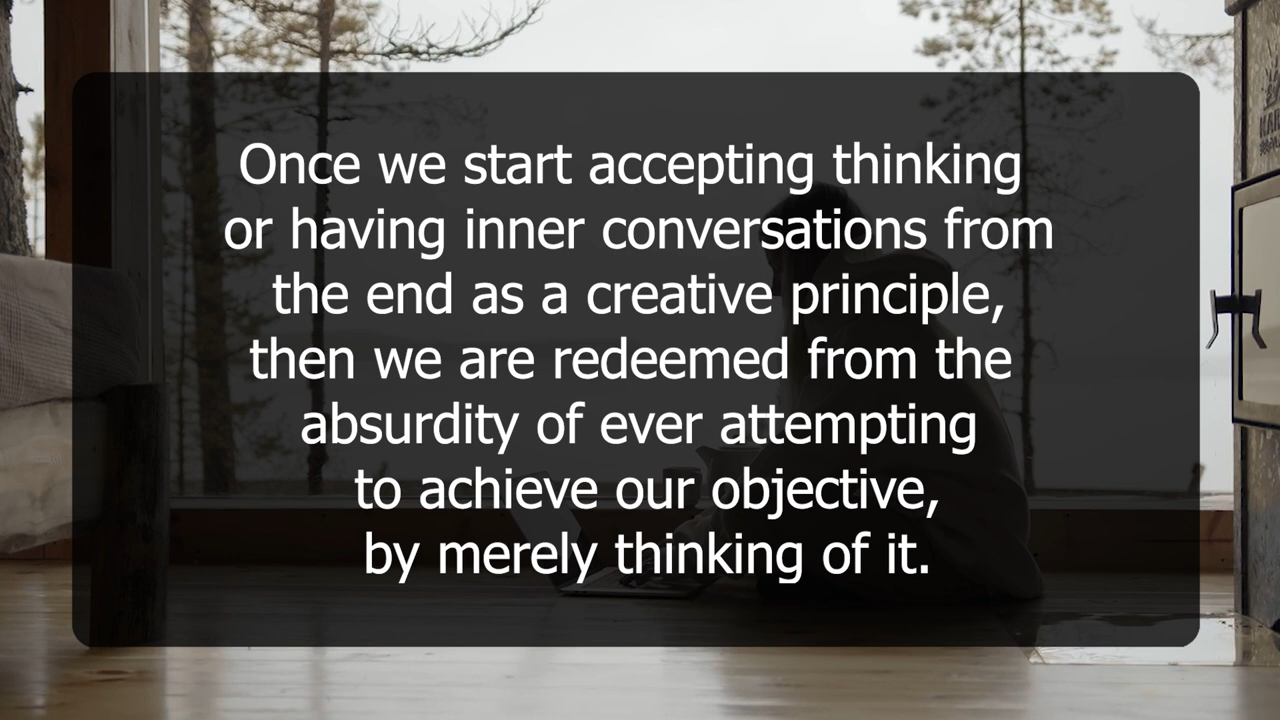 Once we start accepting thinking
or having inner conversations from
the end as a creative principle,
then we are redeemed from the
absurdity of ever attempting
to achieve our objective,
by merely thinking of it.